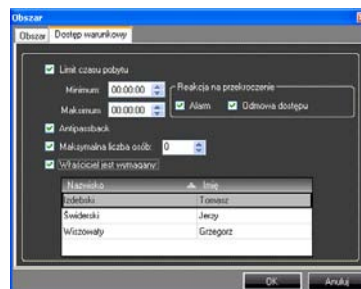 Obszar
Obszar Dostęp warunkowy
Limit czasu pobytu
Minimum: 00:00:00
Reakcja na przekroczenie
Maksimum: 00:00:00
Alarm Odmowa dostępu
Antipassback
Maksymalna liczba osób: 0
Właściciel jest wymagany:
Nazwisko Imię
Izdebski Tomasz
Świderski Jerzy
Wiszowaty Grzegorz
OK Anuluj